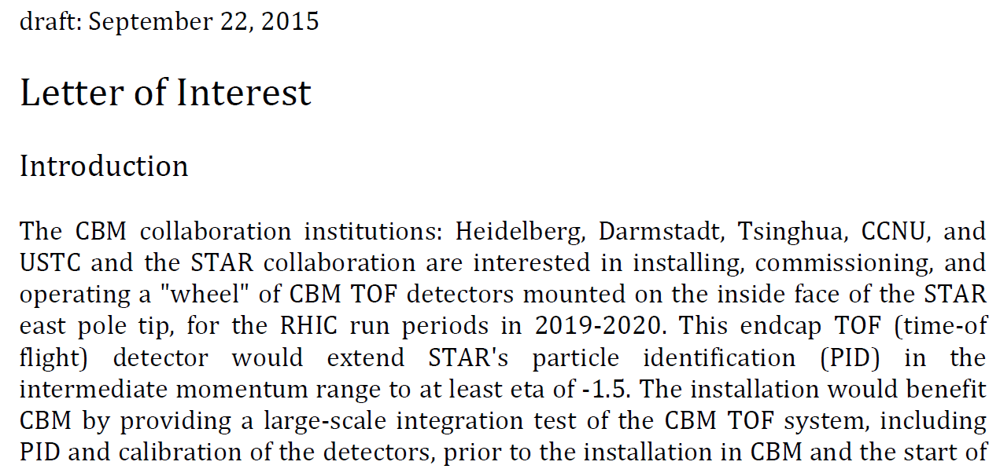 draft: September 22, 2015
Letter of Interest
Introduction
The CBM collaboration institutions: Heidelberg, Darmstadt, Tsinghua, CCNU, and
USTC and the STAR collaboration are interested in installing, commissioning, and
operating a "wheel" of CBM TOF detectors mounted on the inside face of the STAR
east pole tip, for the RHIC run periods in 2019-2020. This endcap TOF (time-of
flight) detector would extend STAR's particle identification (PID) in the
intermediate momentum range to at least eta of -1.5. The installation would benefit
CBM by providing a large-scale integration test of the CBM TOF system, including
PID and calibration of the detectors, prior to the installation in CBM and the start of